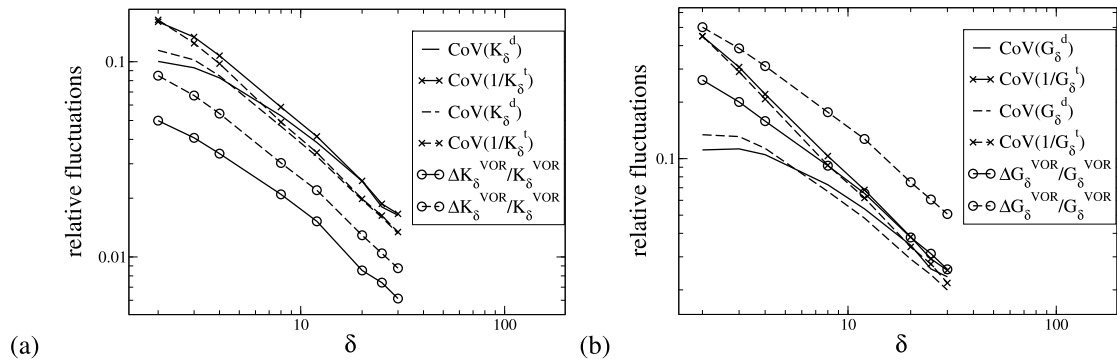 relative fluctuations
0.1
0.01
10
100
δ
(a)
CoV(K_δ^d)
CoV(1/K_δ^t)
CoV(K_δ^d)
CoV(1/K_δ^t)
ΔK_δ^VOR/K_δ^VOR
ΔK_δ^VOR/K_δ^VOR
relative fluctuations
0.1
10
100
δ
(b)
CoV(G_δ^d)
CoV(1/G_δ^t)
CoV(G_δ^d)
CoV(1/G_δ^t)
ΔG_δ^VOR/G_δ^VOR
ΔG_δ^VOR/G_δ^VOR